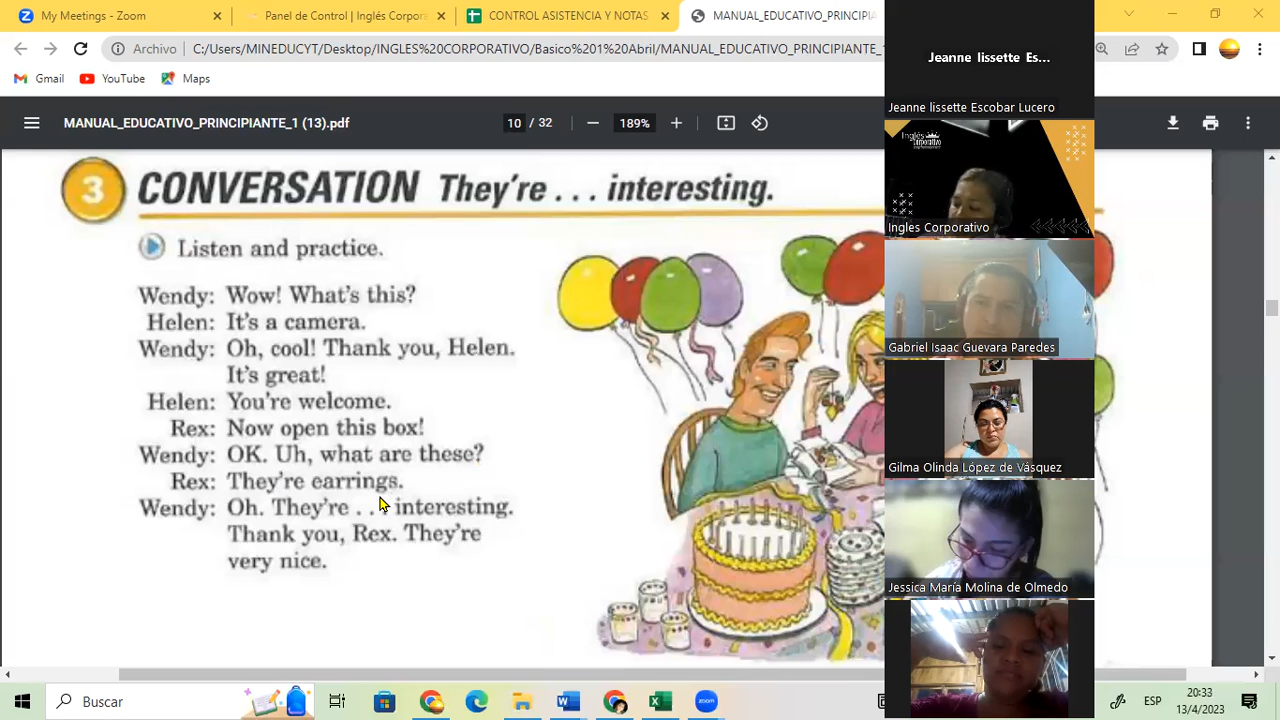 My Meetings - Zoom
Panel de Control | Inglés Corpora
CONTROL ASISTENCIA Y NOTAS
MANUAL_EDUCATIVO_PRINCIPIA
Archivo
C:/Users/MINEDUCYT/Desktop/INGLES%20CORPORATIVO/Basico%201%20Abril/MANUAL_EDUCATIVO_PRINCIPIANTE_1
Gmail
YouTube
Maps
MANUAL_EDUCATIVO_PRINCIPIANTE_1 (13).pdf
10 / 32
189%
3 CONVERSATION They're . . . interesting.
Listen and practice.
Wendy: Wow! What's this?
Helen: It's a camera.
Wendy: Oh, cool! Thank you, Helen.
It's great!
Helen: You're welcome.
Rex: Now open this box!
Wendy: OK. Uh, what are these?
Rex: They're earrings.
Wendy: Oh. They're . . . interesting.
Thank you, Rex. They're
very nice.
Jeanne lissette Es...
Jeanne lissette Escobar Lucero
Inglés
Corporativo
Ingles Corporativo
Gabriel Isaac Guevara Paredes
Gilma Olinda López de Vásquez
Jessica María Molina de Olmedo
Buscar
ESP
20:33
13/4/2023